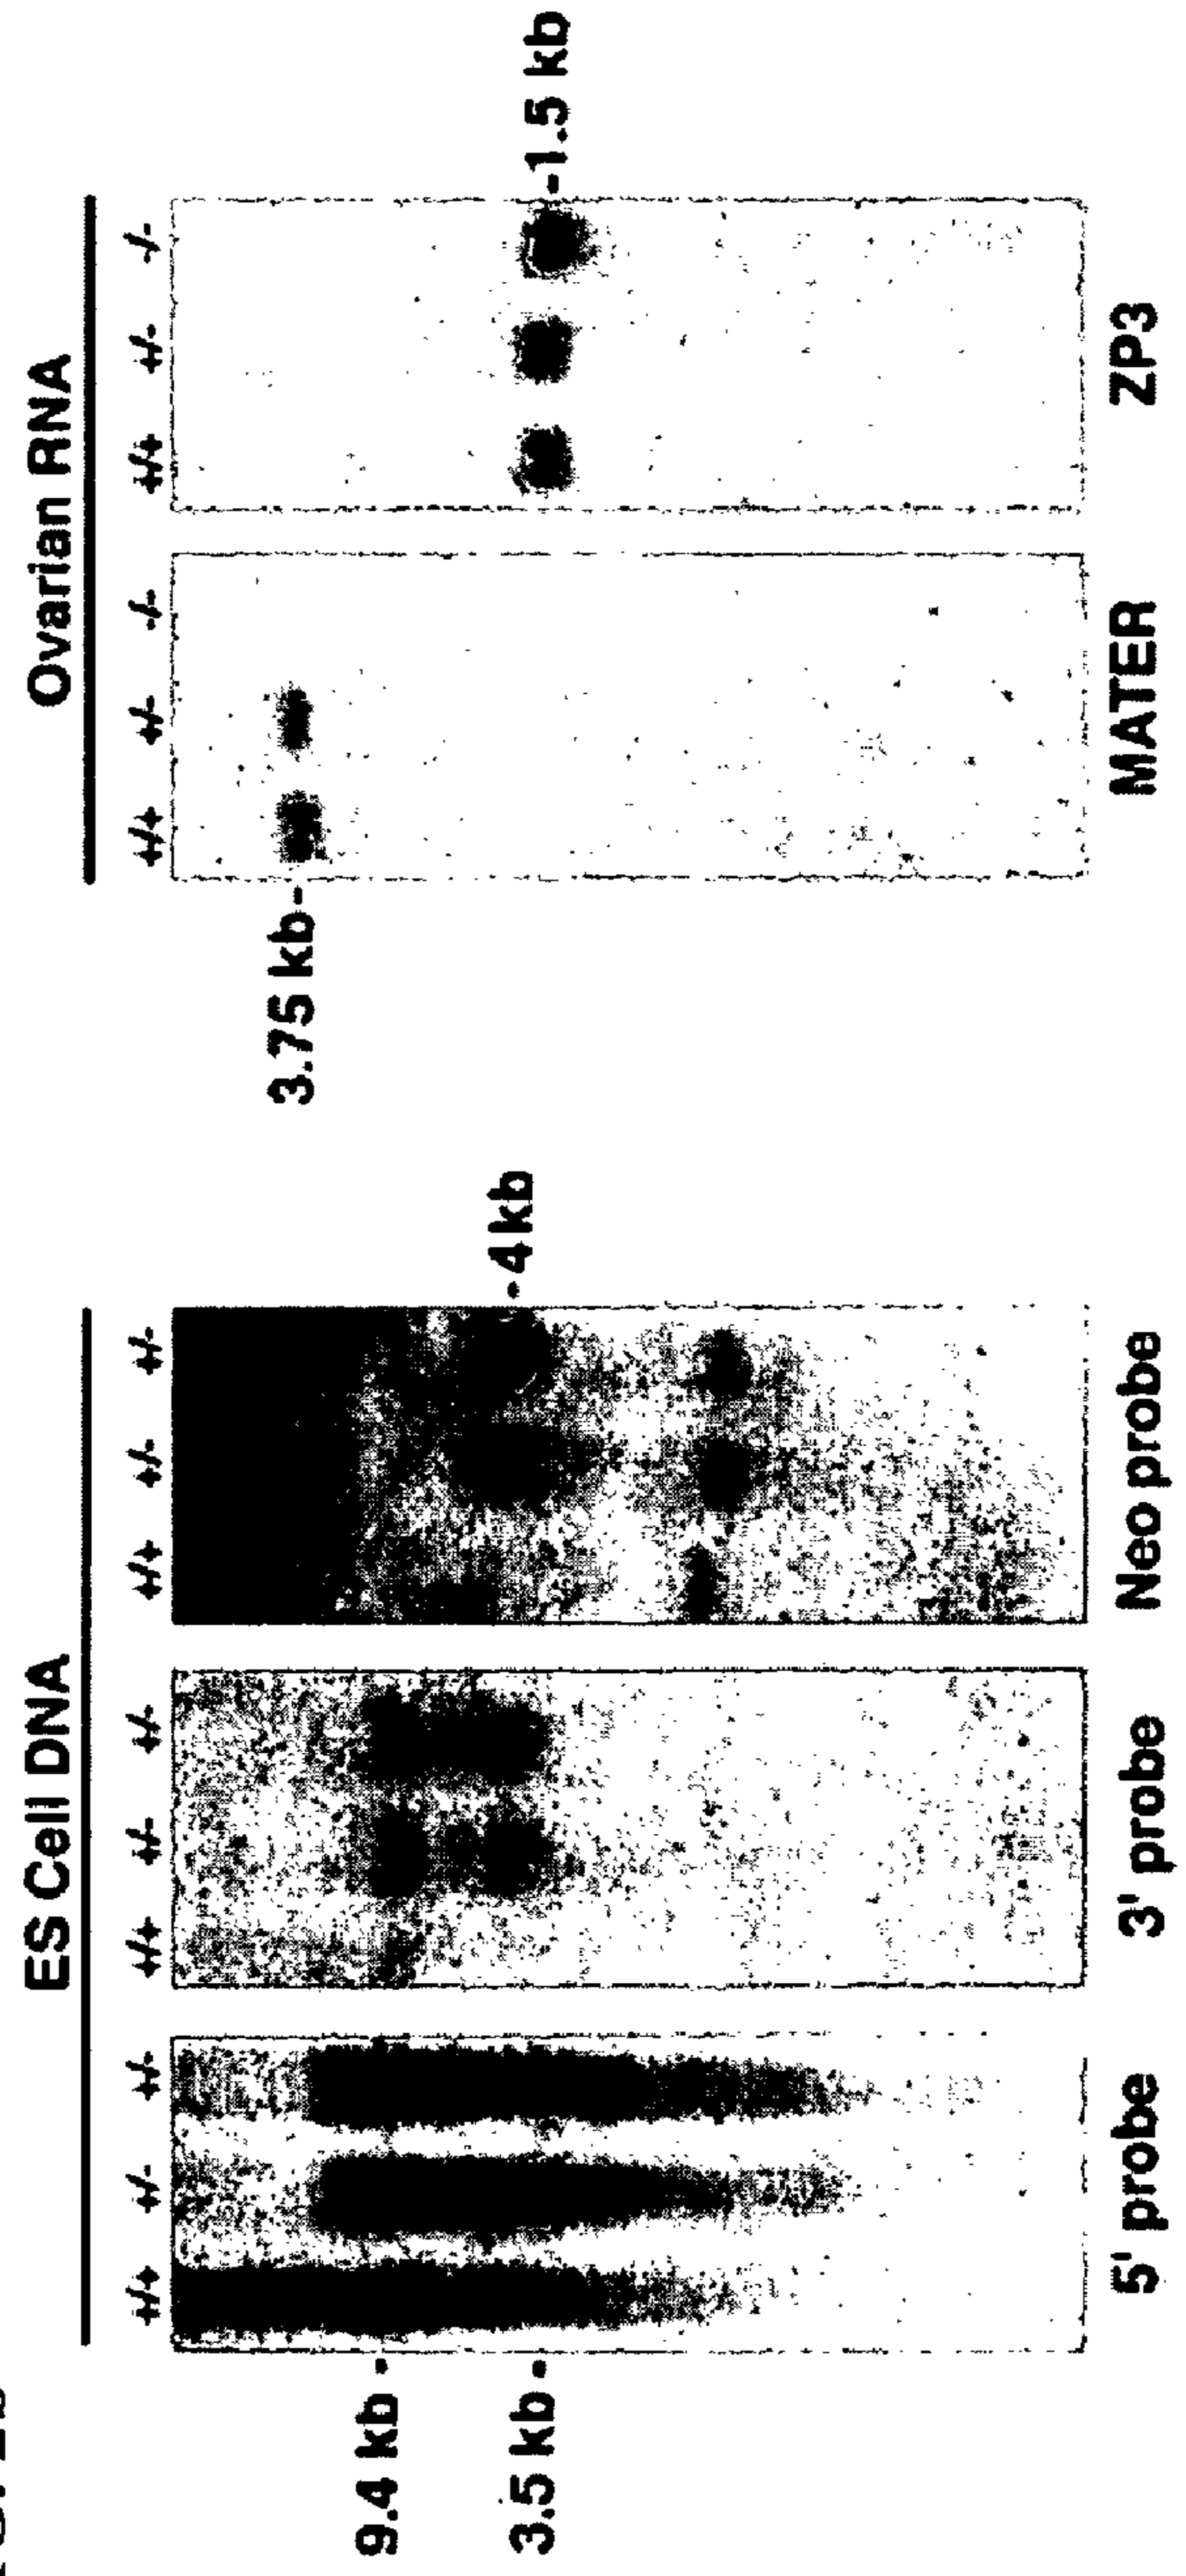 ES Cell DNA
+/+ +/- +/- +/+ +/- +/- +/+ +/- +/-
9.4 kb -
3.5 kb -
- 4 kb
5' probe 3' probe Neo probe
Ovarian RNA
+/+ +/- -/- +/+ +/- -/-
3.75 kb-
-1.5 kb
MATER ZP3